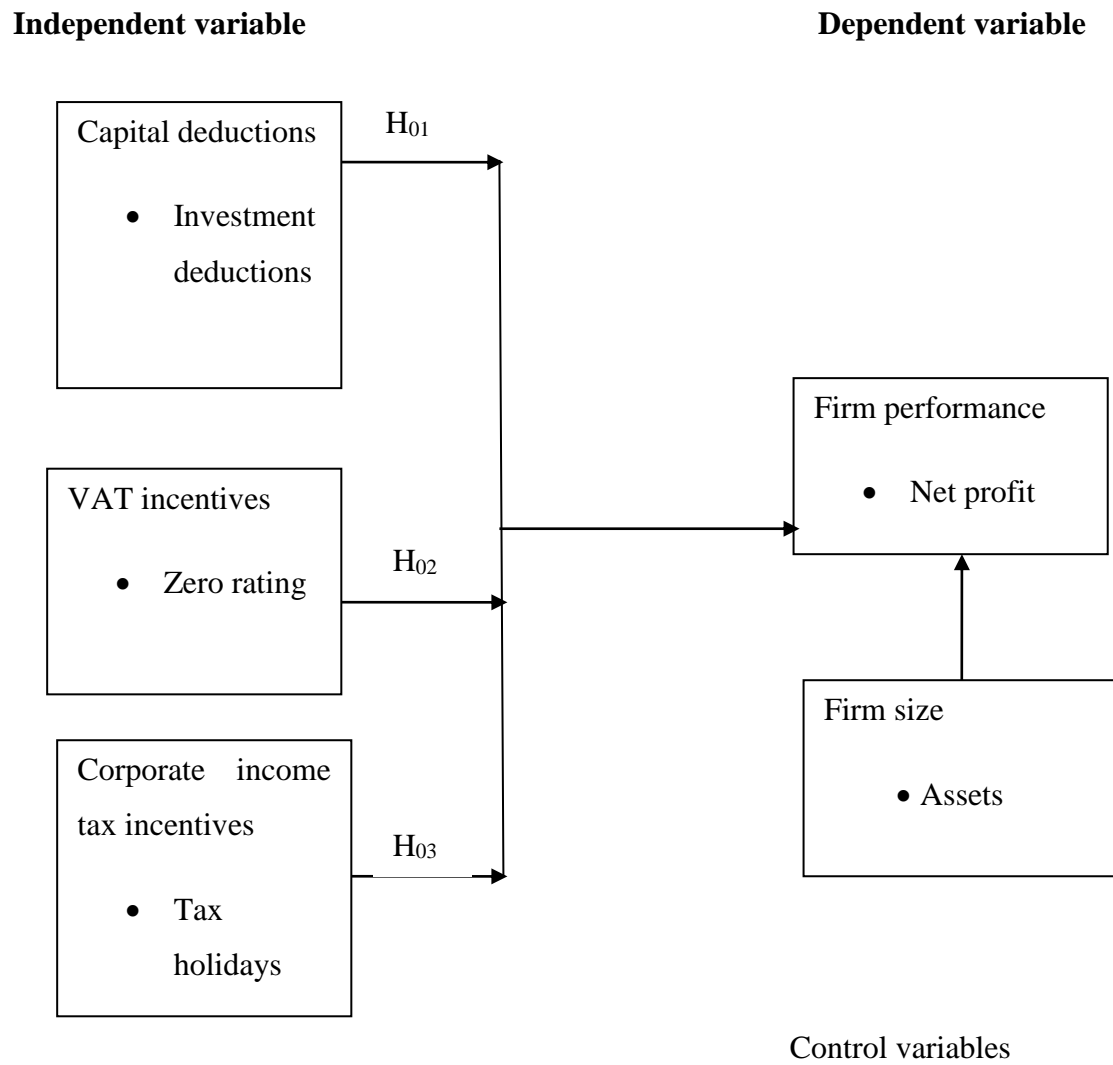 Independent variable
Dependent variable
Capital deductions
• Investment
deductions
H01
VAT incentives
• Zero rating
H02
Corporate income
tax incentives
• Tax
holidays
H03
Firm performance
• Net profit
Firm size
• Assets
Control variables